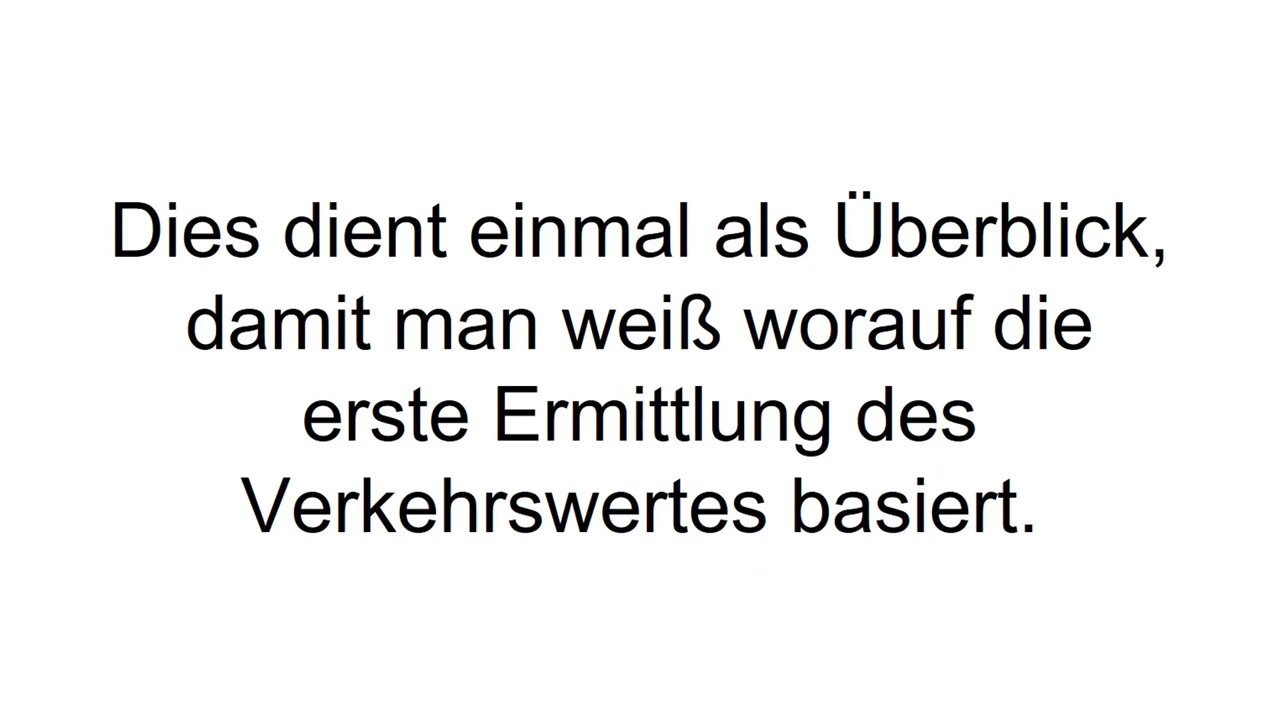 Dies dient einmal als Überblick,
damit man weiß worauf die
erste Ermittlung des
Verkehrswertes basiert.